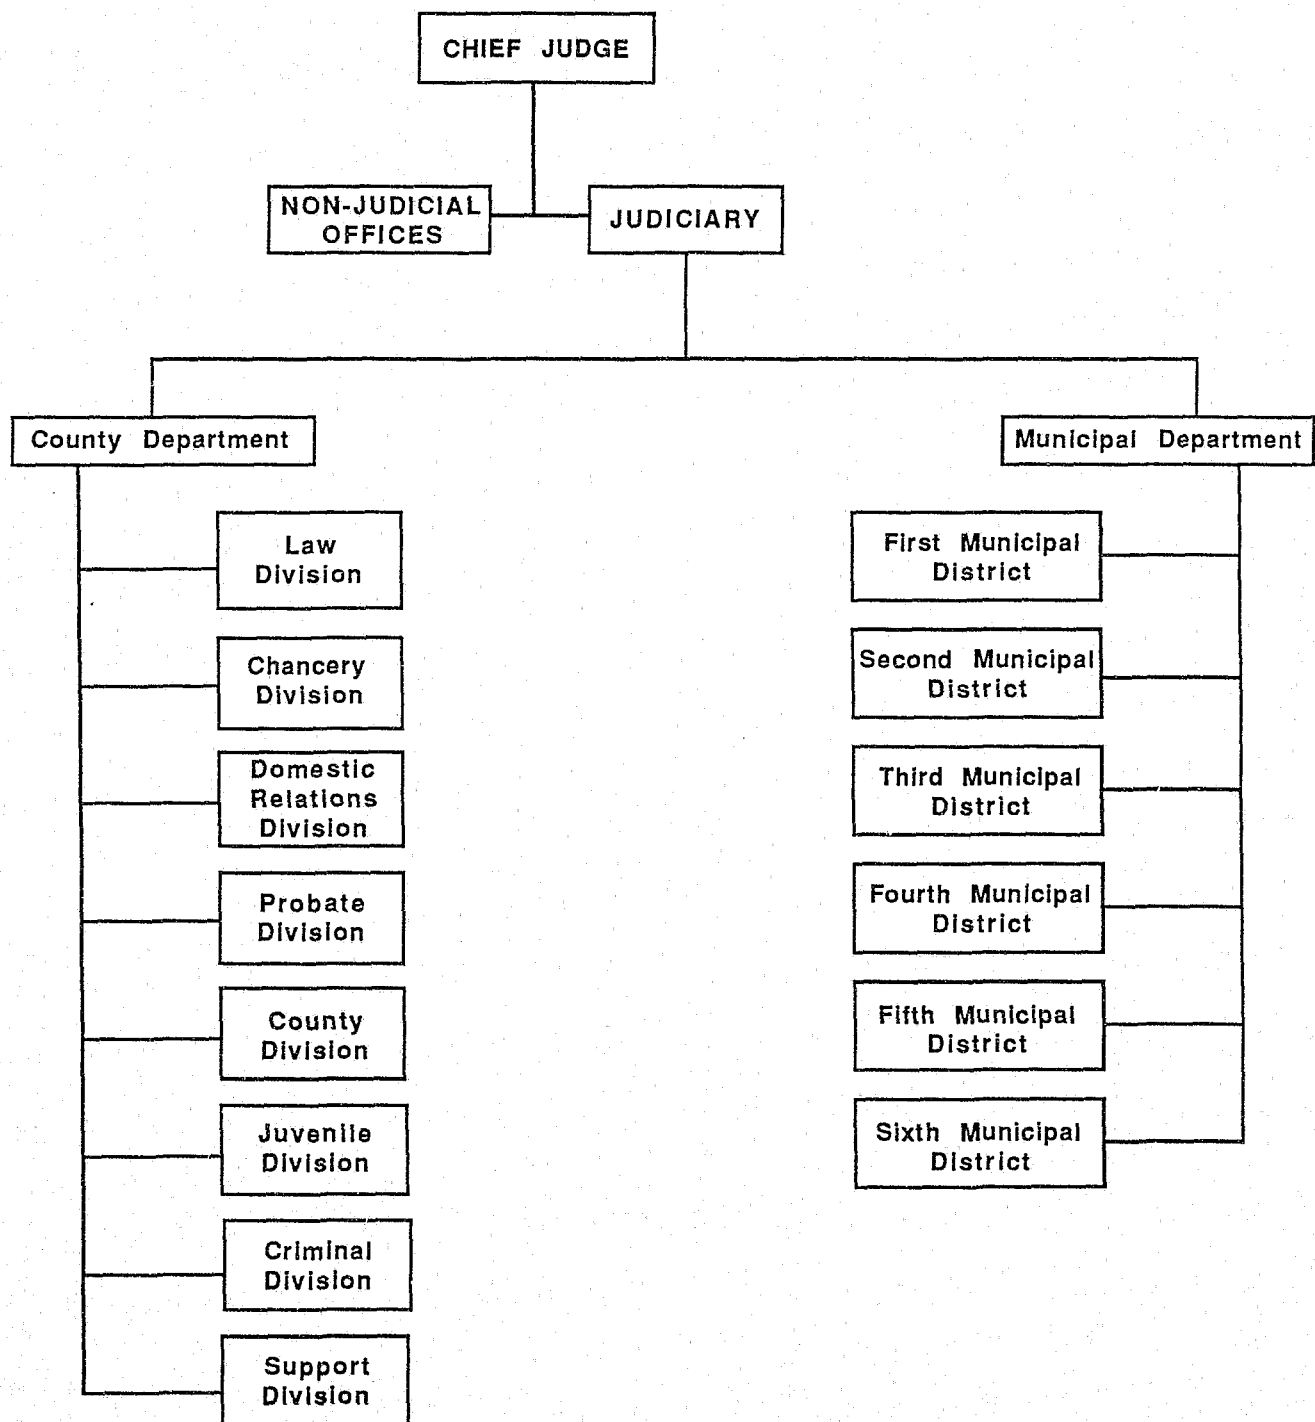 CHIEF JUDGE
NON-JUDICIAL
OFFICES
JUDICIARY
County Department
Municipal Department
Law
Division
Chancery
Division
Domestic
Relations
Division
Probate
Division
County
Division
Juvenile
Division
Criminal
Division
Support
Division
First Municipal
District
Second Municipal
District
Third Municipal
District
Fourth Municipal
District
Fifth Municipal
District
Sixth Municipal
District